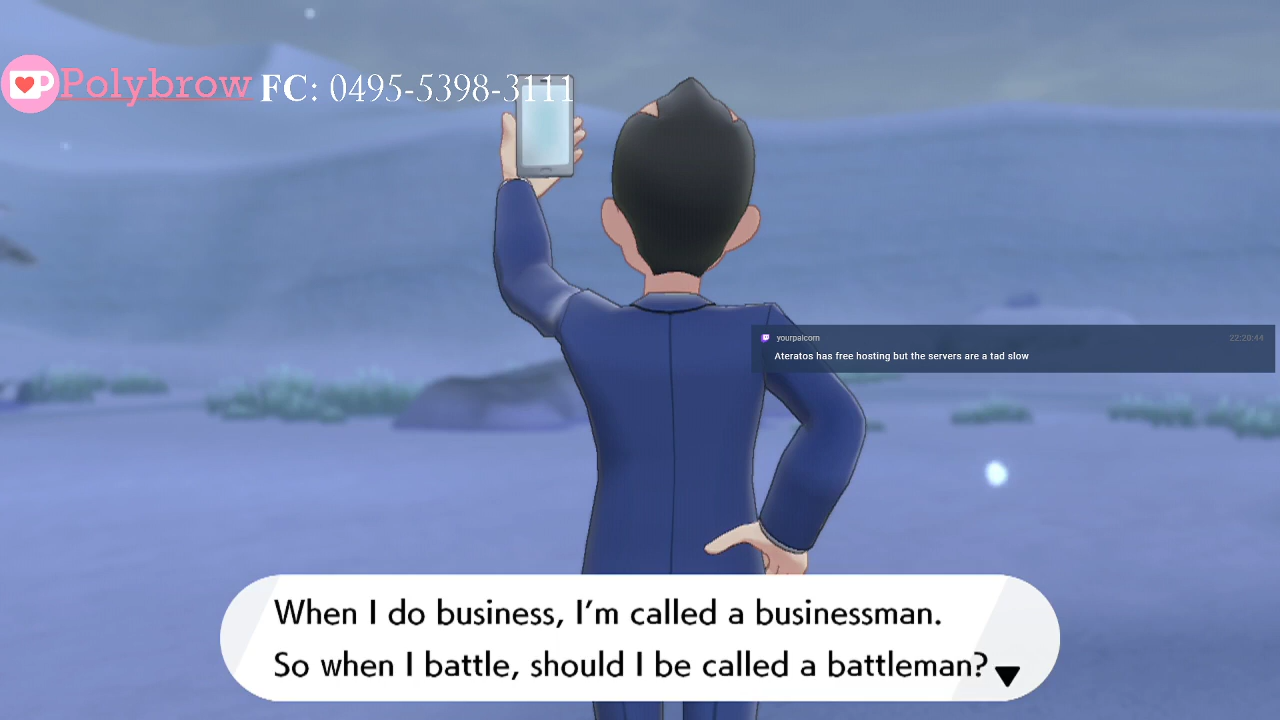 Polybrow FC: 0495-5398-3111
yourpalcorn 22:20:44
Ateratos has free hosting but the servers are a tad slow
When I do business, I'm called a businessman.
So when I battle, should I be called a battleman?